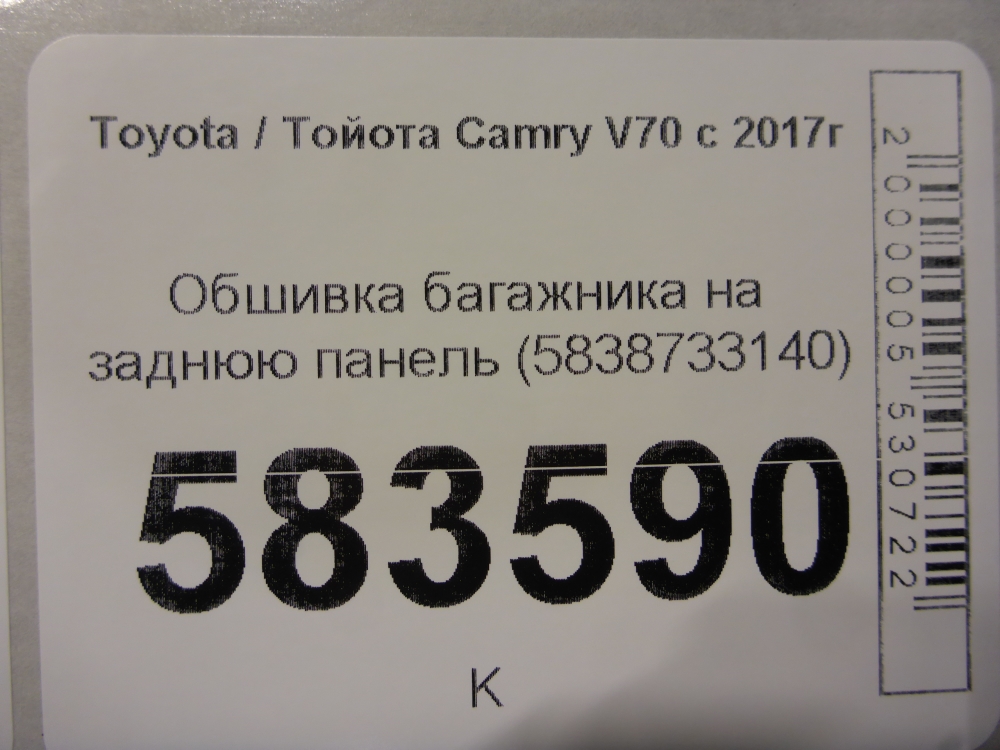 Toyota / Тойота Camry V70 с 2017г
Обшивка багажника на
заднюю панель (5838733140)
583590
К
2000005530722